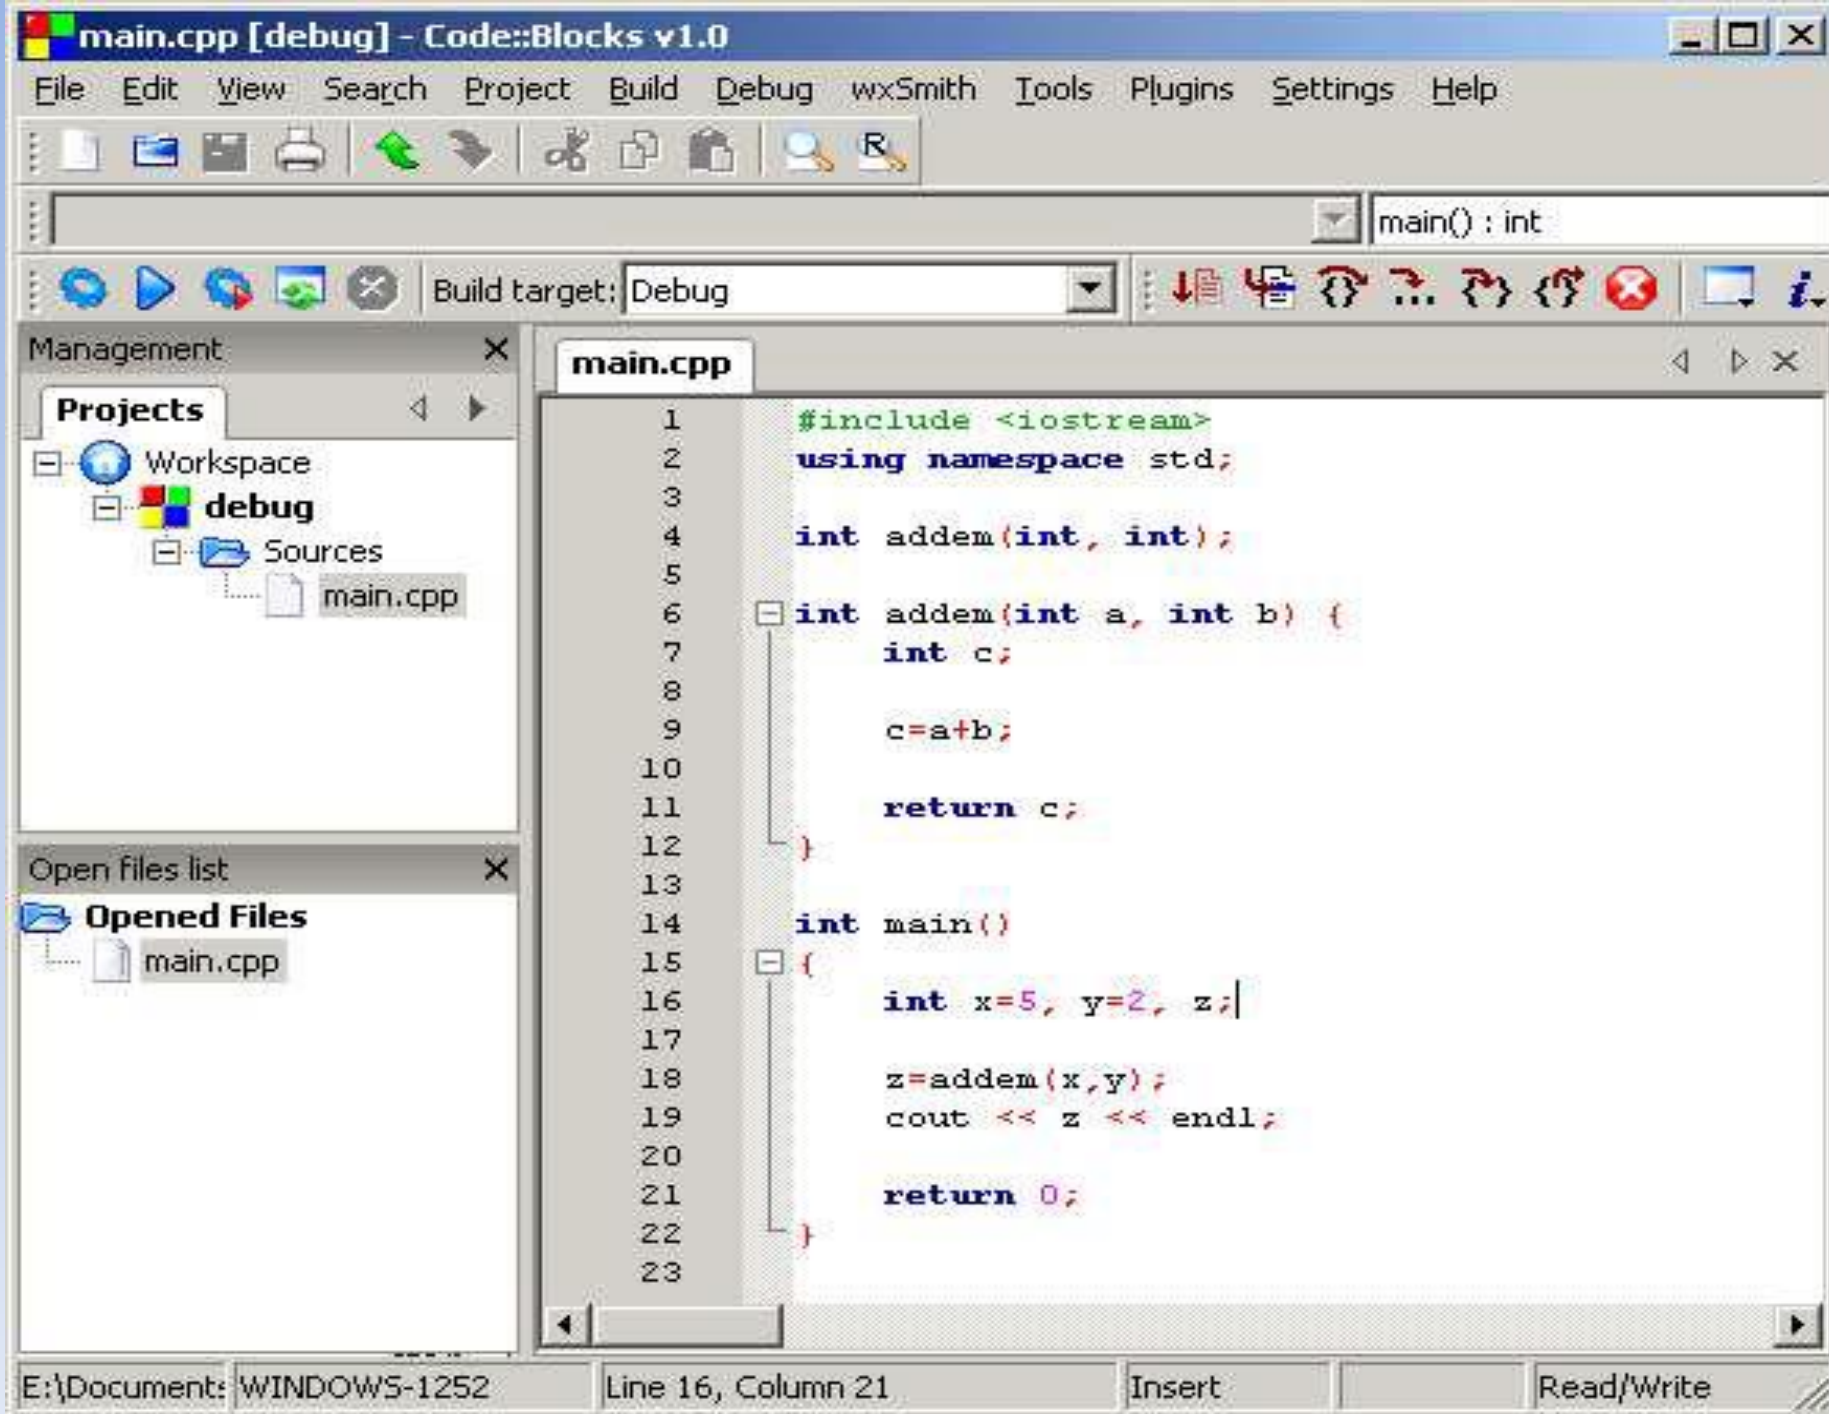 main.cpp [debug] - Code::Blocks v1.0
File Edit View Search Project Build Debug wxSmith Tools Plugins Settings Help
R
main() : int
Build target: Debug
Management
Projects
Workspace
debug
Sources
main.cpp
Open files list
Opened Files
main.cpp
main.cpp
1 #include <iostream>
2 using namespace std;
3
4 int addem(int, int);
5
6 int addem(int a, int b) {
7 int c;
8
9 c=a+b;
10
11 return c;
12 }
13
14 int main()
15 {
16 int x=5, y=2, z;
17
18 z=addem(x,y);
19 cout << z << endl;
20
21 return 0;
22 }
23
E:\Document: WINDOWS-1252 Line 16, Column 21 Insert Read/Write